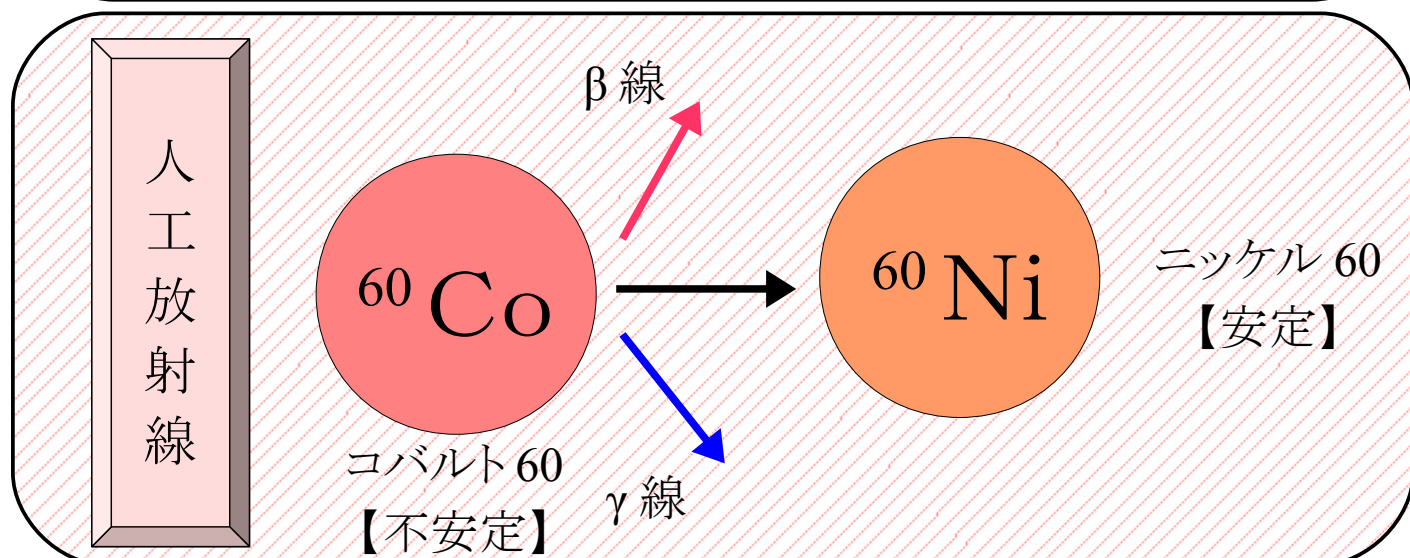 人工放射線
β線
⁶⁰Co
⁶⁰Ni
ニッケル60
【安定】
コバルト60
【不安定】
γ線